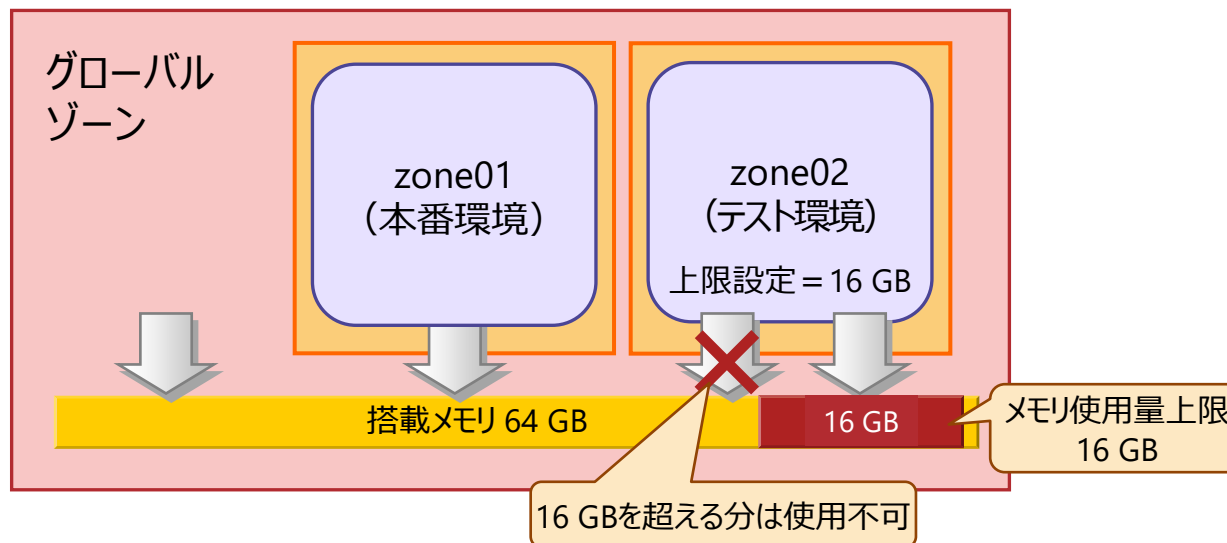 グローバル
ゾーン
zone01
（本番環境）
zone02
（テスト環境）
上限設定＝16 GB
搭載メモリ 64 GB
16 GB
メモリ使用量上限
16 GB
16 GBを超える分は使用不可